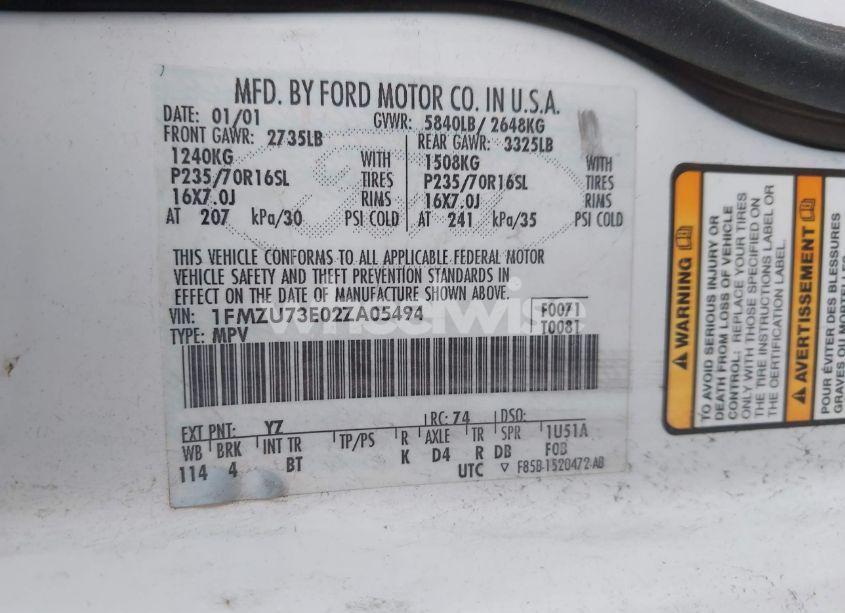 MFD. BY FORD MOTOR CO. IN U.S.A.
DATE: 01/01 GVWR: 5840LB/ 2648KG
FRONT GAWR: 2735LB REAR GAWR: 3325LB
1240KG WITH 1508KG WITH
P235/70R16SL TIRES P235/70R16SL TIRES
16X7.0J RIMS 16X7.0J RIMS
AT 207 kPa/30 PSI COLD AT 241 kPa/35 PSI COLD
THIS VEHICLE CONFORMS TO ALL APPLICABLE FEDERAL MOTOR
VEHICLE SAFETY AND THEFT PREVENTION STANDARDS IN
EFFECT ON THE DATE OF MANUFACTURE SHOWN ABOVE.
VIN: 1FMZU73E02ZA05494 F0071
TYPE: MPV T0081
EXT PNT: YZ RC: 74 DSO:
WB BRK INT TR TP/PS R AXLE TR SPR 1U51A
114 4 BT K D4 R DB FOB
UTC F85B-1520472-AB
WARNING
TO AVOID SERIOUS INJURY OR
DEATH FROM LOSS OF VEHICLE
CONTROL: REPLACE YOUR TIRES
ONLY WITH THOSE SPECIFIED ON
THE TIRE INSTRUCTIONS LABEL OR
THE CERTIFICATION LABEL.
AVERTISSEMENT
POUR ÉVITER DES BLESSURES
GRAVES OU MORTELLES